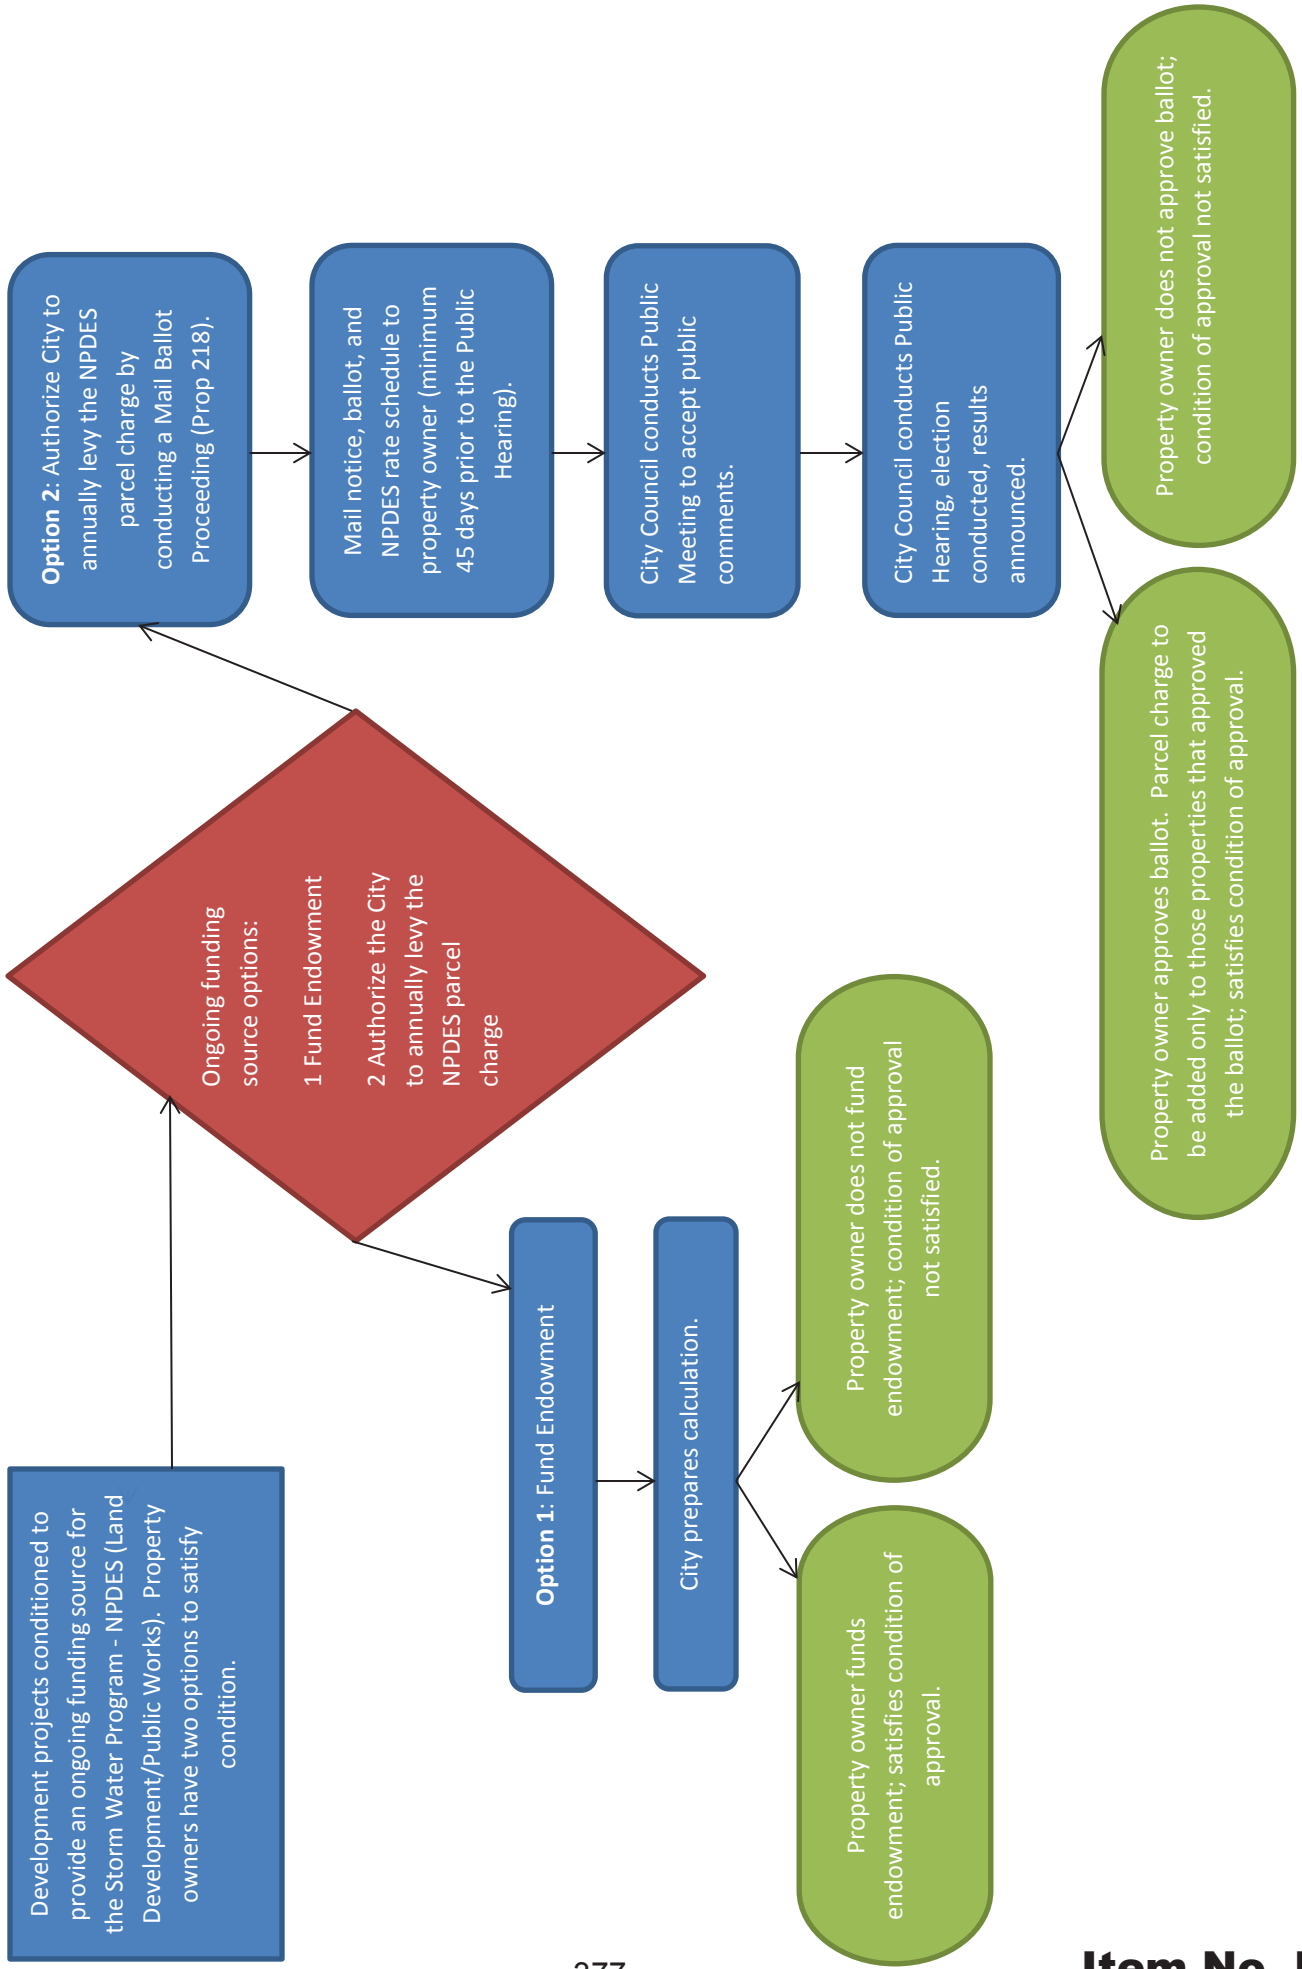 Development projects conditioned to
provide an ongoing funding source for
the Storm Water Program - NPDES (Land
Development/Public Works).  Property
owners have two options to satisfy
condition.
Ongoing funding
source options:
1 Fund Endowment
2 Authorize the City
to annually levy the
NPDES parcel
charge
Option 1: Fund Endowment
City prepares calculation.
Property owner funds
endowment; satisfies condition of
approval.
Property owner does not fund
endowment; condition of approval
not satisfied.
Option 2: Authorize City to
annually levy the NPDES
parcel charge by
conducting a Mail Ballot
Proceeding (Prop 218).
Mail notice, ballot, and
NPDES rate schedule to
property owner (minimum
45 days prior to the Public
Hearing).
City Council conducts Public
Meeting to accept public
comments.
City Council conducts Public
Hearing, election
conducted, results
announced.
Property owner approves ballot.  Parcel charge to
be added only to those properties that approved
the ballot; satisfies condition of approval.
Property owner does not approve ballot;
condition of approval not satisfied.
Item No.